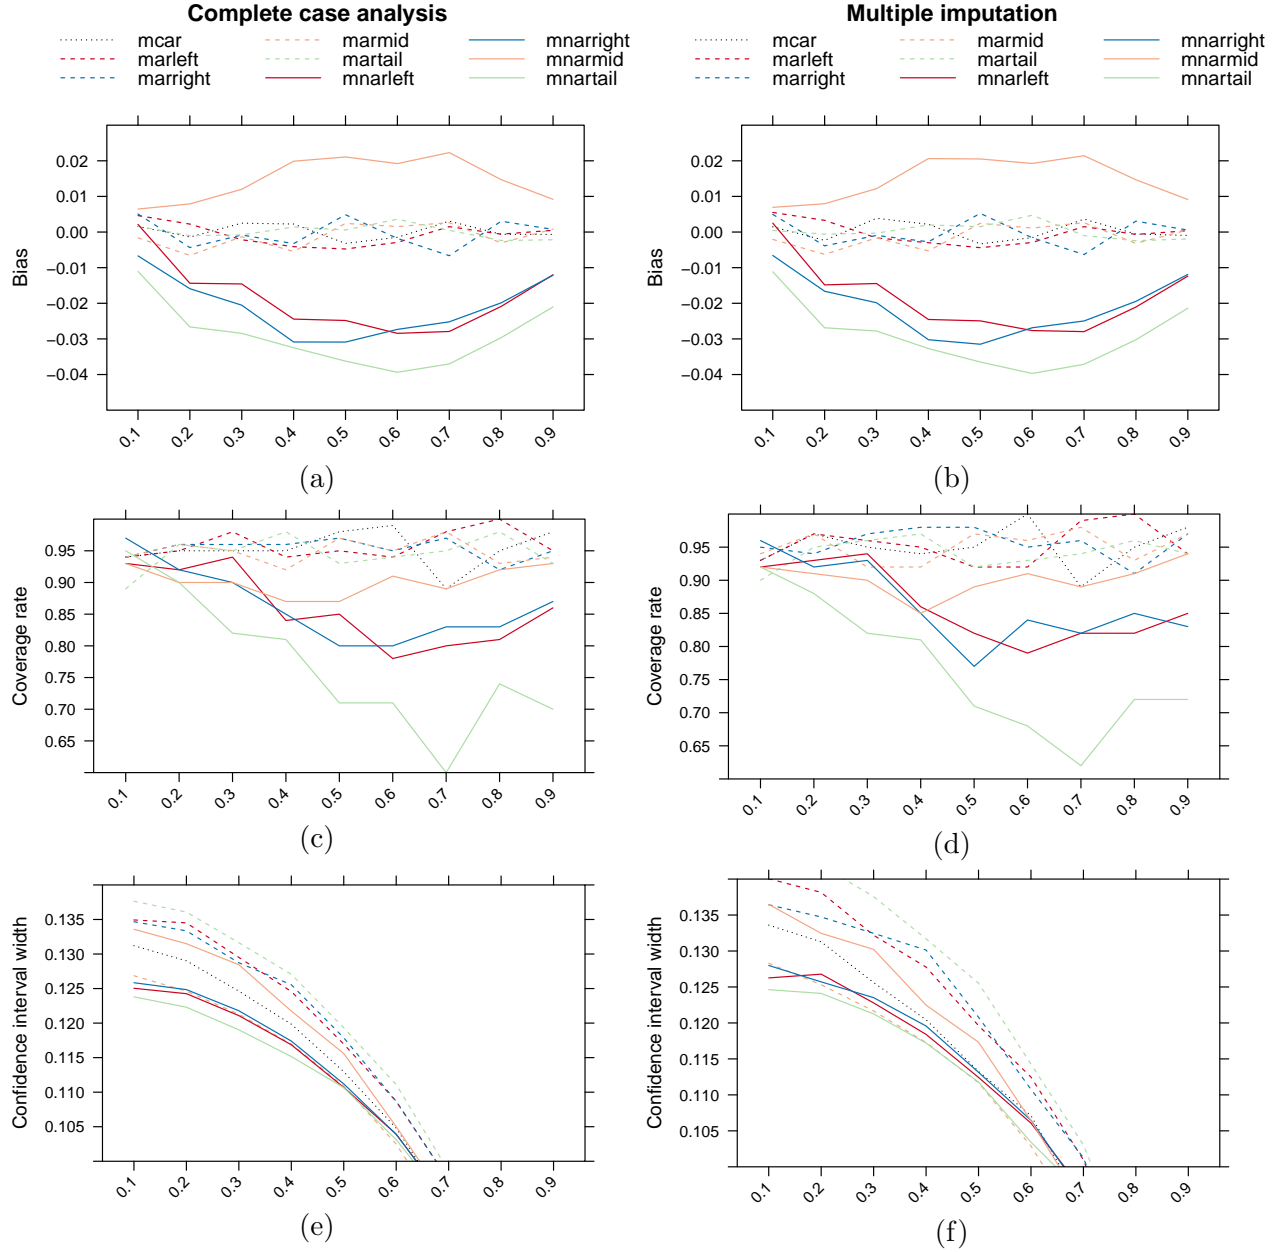 Complete case analysis
mcar marmid mnarright
marleft martail mnarmid
marright mnarleft mnartail
Multiple imputation
mcar marmid mnarright
marleft martail mnarmid
marright mnarleft mnartail
Bias
0.02
0.01
0.00
−0.01
−0.02
−0.03
−0.04
0.1 0.2 0.3 0.4 0.5 0.6 0.7 0.8 0.9
(a)
Bias
0.02
0.01
0.00
−0.01
−0.02
−0.03
−0.04
0.1 0.2 0.3 0.4 0.5 0.6 0.7 0.8 0.9
(b)
Coverage rate
0.95
0.90
0.85
0.80
0.75
0.70
0.65
0.1 0.2 0.3 0.4 0.5 0.6 0.7 0.8 0.9
(c)
Coverage rate
0.95
0.90
0.85
0.80
0.75
0.70
0.65
0.1 0.2 0.3 0.4 0.5 0.6 0.7 0.8 0.9
(d)
Confidence interval width
0.135
0.130
0.125
0.120
0.115
0.110
0.105
0.1 0.2 0.3 0.4 0.5 0.6 0.7 0.8 0.9
(e)
Confidence interval width
0.135
0.130
0.125
0.120
0.115
0.110
0.105
0.1 0.2 0.3 0.4 0.5 0.6 0.7 0.8 0.9
(f)